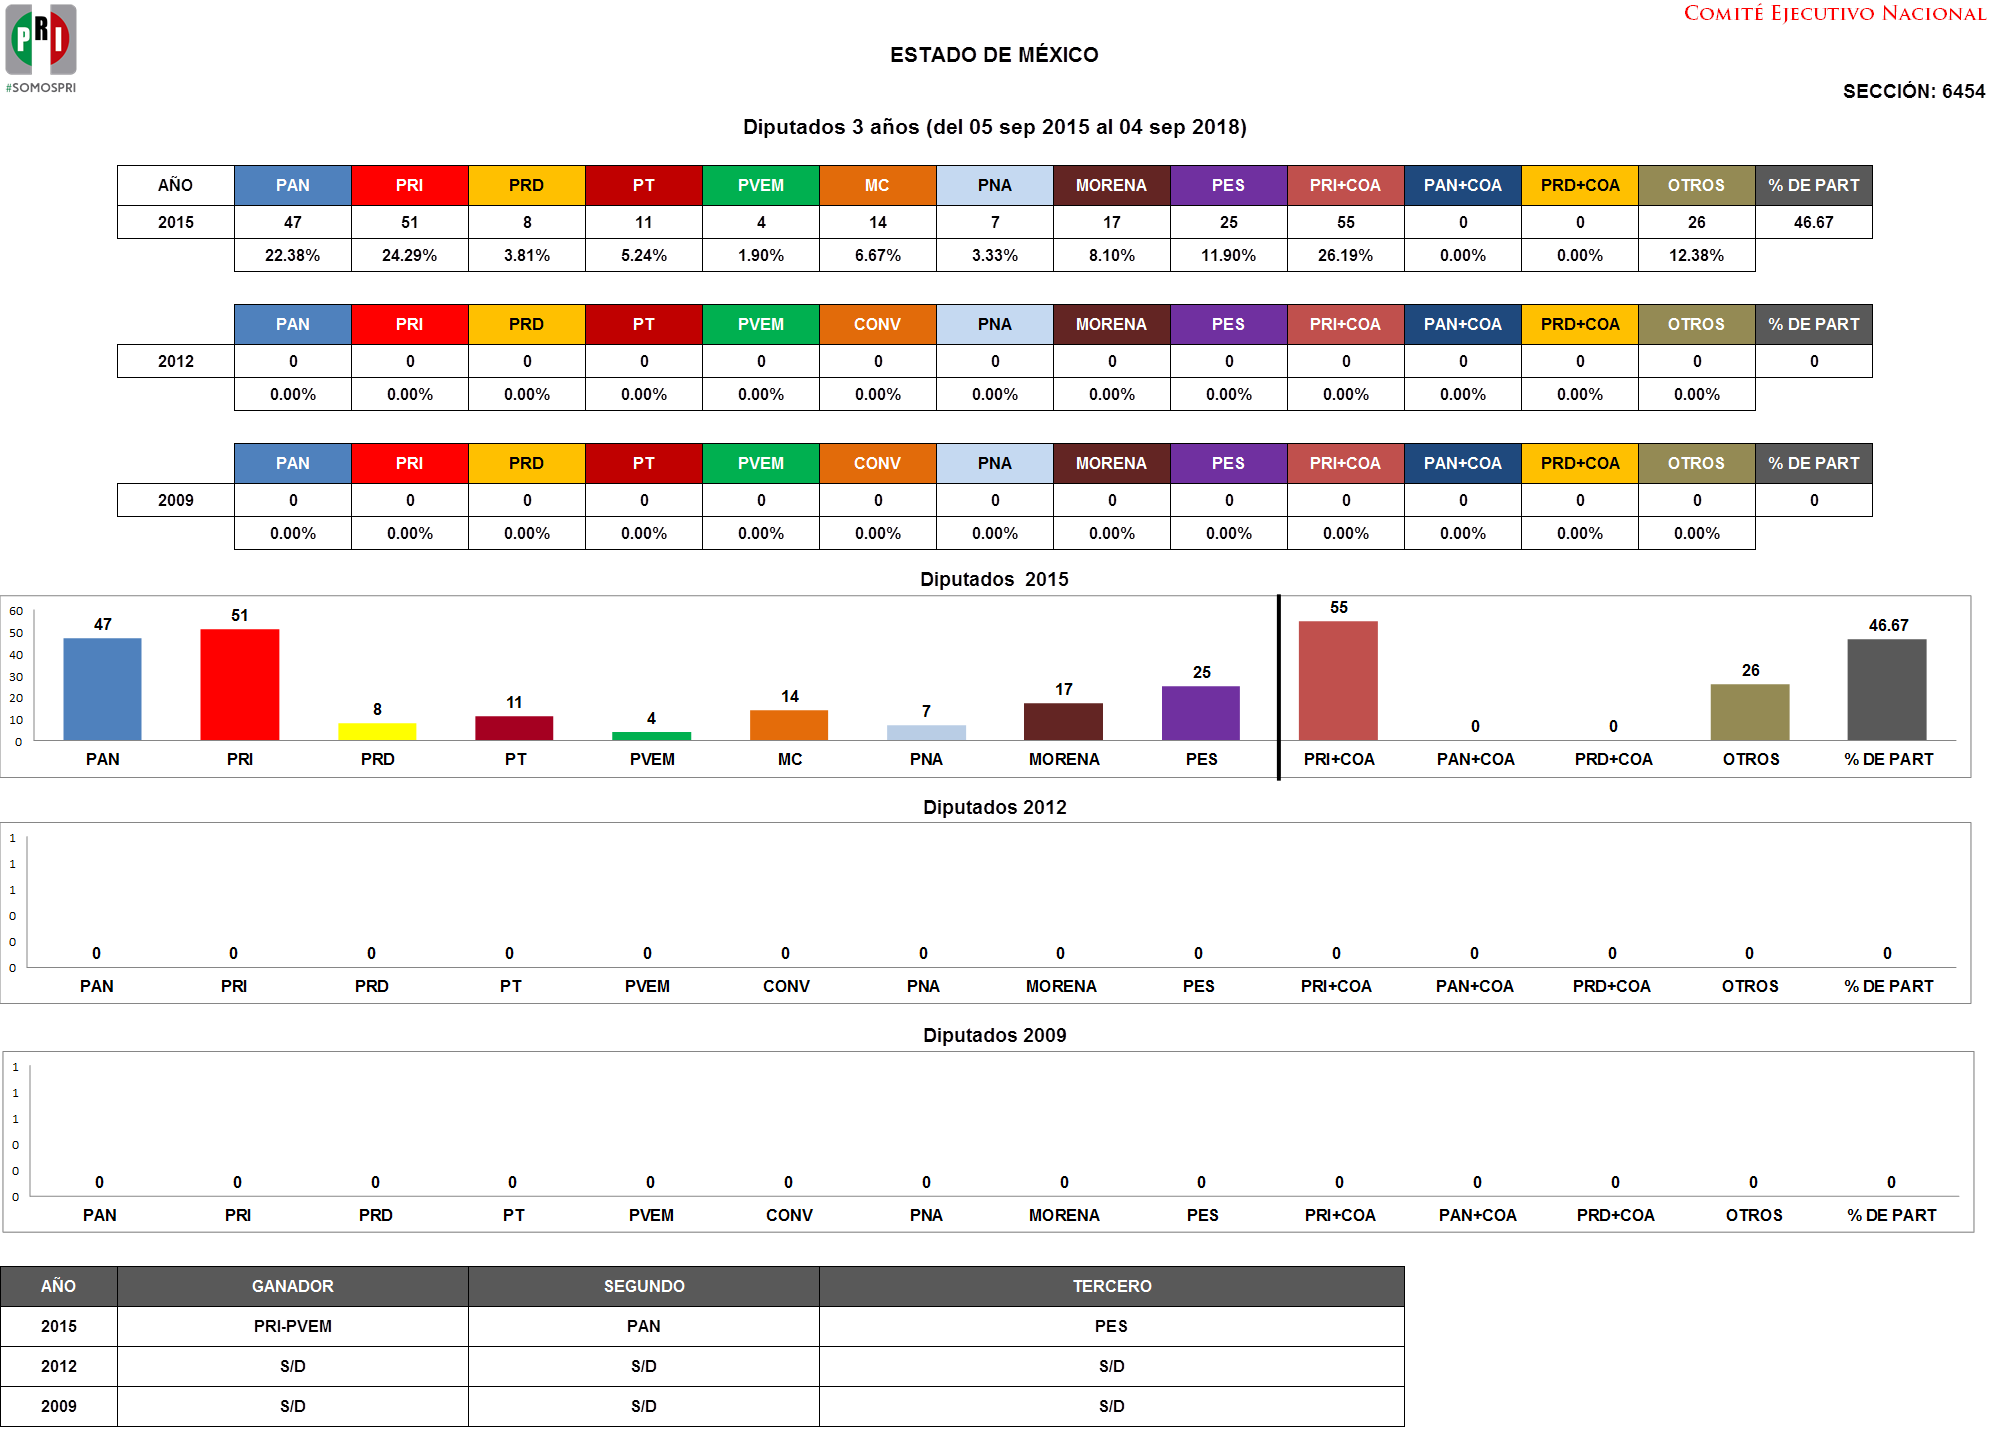 PRI
#SOMOSPRI
COMITÉ EJECUTIVO NACIONAL
ESTADO DE MÉXICO
SECCIÓN: 6454
Diputados 3 años (del 05 sep 2015 al 04 sep 2018)
AÑO PAN PRI PRD PT PVEM MC PNA MORENA PES PRI+COA PAN+COA PRD+COA OTROS % DE PART
2015 47 51 8 11 4 14 7 17 25 55 0 0 26 46.67
22.38% 24.29% 3.81% 5.24% 1.90% 6.67% 3.33% 8.10% 11.90% 26.19% 0.00% 0.00% 12.38%
PAN PRI PRD PT PVEM CONV PNA MORENA PES PRI+COA PAN+COA PRD+COA OTROS % DE PART
2012 0 0 0 0 0 0 0 0 0 0 0 0 0 0
0.00% 0.00% 0.00% 0.00% 0.00% 0.00% 0.00% 0.00% 0.00% 0.00% 0.00% 0.00% 0.00%
PAN PRI PRD PT PVEM CONV PNA MORENA PES PRI+COA PAN+COA PRD+COA OTROS % DE PART
2009 0 0 0 0 0 0 0 0 0 0 0 0 0 0
0.00% 0.00% 0.00% 0.00% 0.00% 0.00% 0.00% 0.00% 0.00% 0.00% 0.00% 0.00% 0.00%
Diputados 2015
60
50
40
30
20
10
0
47 51 8 11 4 14 7 17 25 55 0 0 26 46.67
PAN PRI PRD PT PVEM MC PNA MORENA PES PRI+COA PAN+COA PRD+COA OTROS % DE PART
Diputados 2012
1
1
1
0
0
0
0 0 0 0 0 0 0 0 0 0 0 0 0 0
PAN PRI PRD PT PVEM CONV PNA MORENA PES PRI+COA PAN+COA PRD+COA OTROS % DE PART
Diputados 2009
1
1
1
0
0
0
0 0 0 0 0 0 0 0 0 0 0 0 0 0
PAN PRI PRD PT PVEM CONV PNA MORENA PES PRI+COA PAN+COA PRD+COA OTROS % DE PART
AÑO GANADOR SEGUNDO TERCERO
2015 PRI-PVEM PAN PES
2012 S/D S/D S/D
2009 S/D S/D S/D